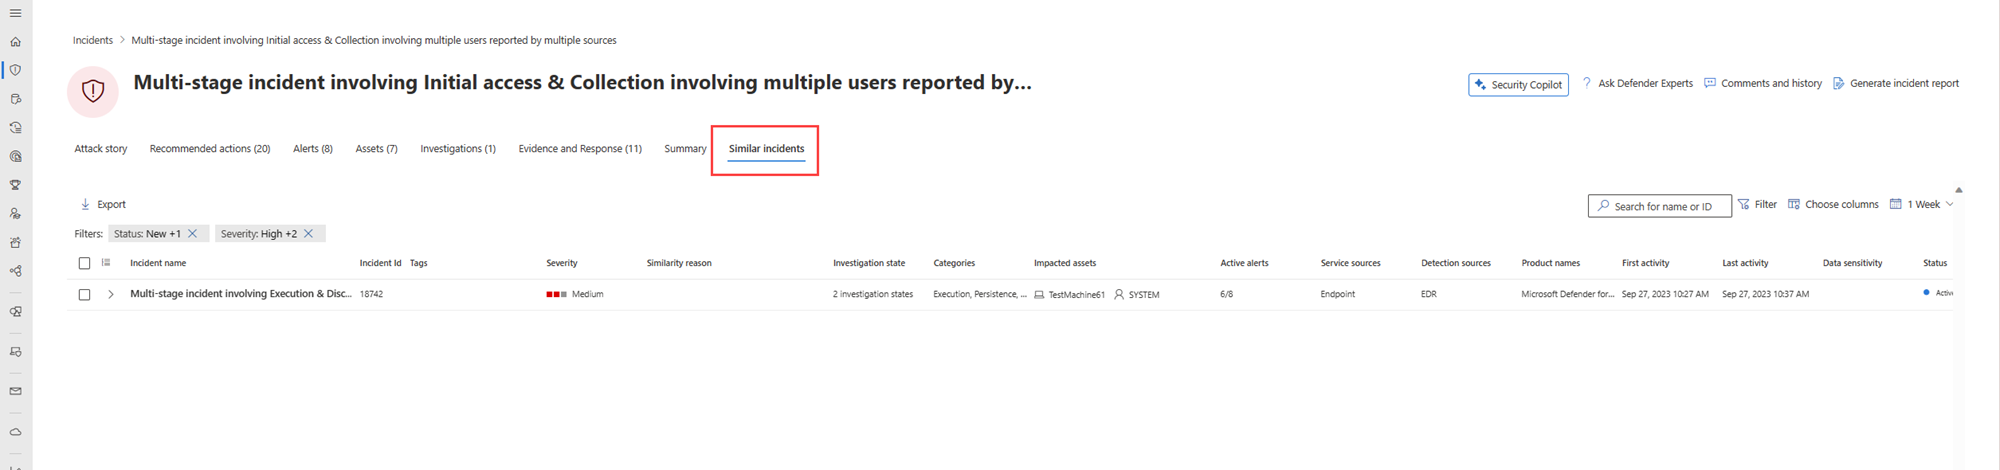 Incidents > Multi-stage incident involving Initial access & Collection involving multiple users reported by multiple sources
Multi-stage incident involving Initial access & Collection involving multiple users reported by...
Security Copilot ? Ask Defender Experts Comments and history Generate incident report
Attack story Recommended actions (20) Alerts (8) Assets (7) Investigations (1) Evidence and Response (11) Summary Similar incidents
Export Search for name or ID Filter Choose columns 1 Week
Filters: Status: New +1 Severity: High +2
Incident name Incident Id Tags Severity Similarity reason Investigation state Categories Impacted assets Active alerts Service sources Detection sources Product names First activity Last activity Data sensitivity Status
Multi-stage incident involving Execution & Disc... 18742 Medium 2 investigation states Execution, Persistence, ... TestMachine61 SYSTEM 6/8 Endpoint EDR Microsoft Defender for... Sep 27, 2023 10:27 AM Sep 27, 2023 10:37 AM